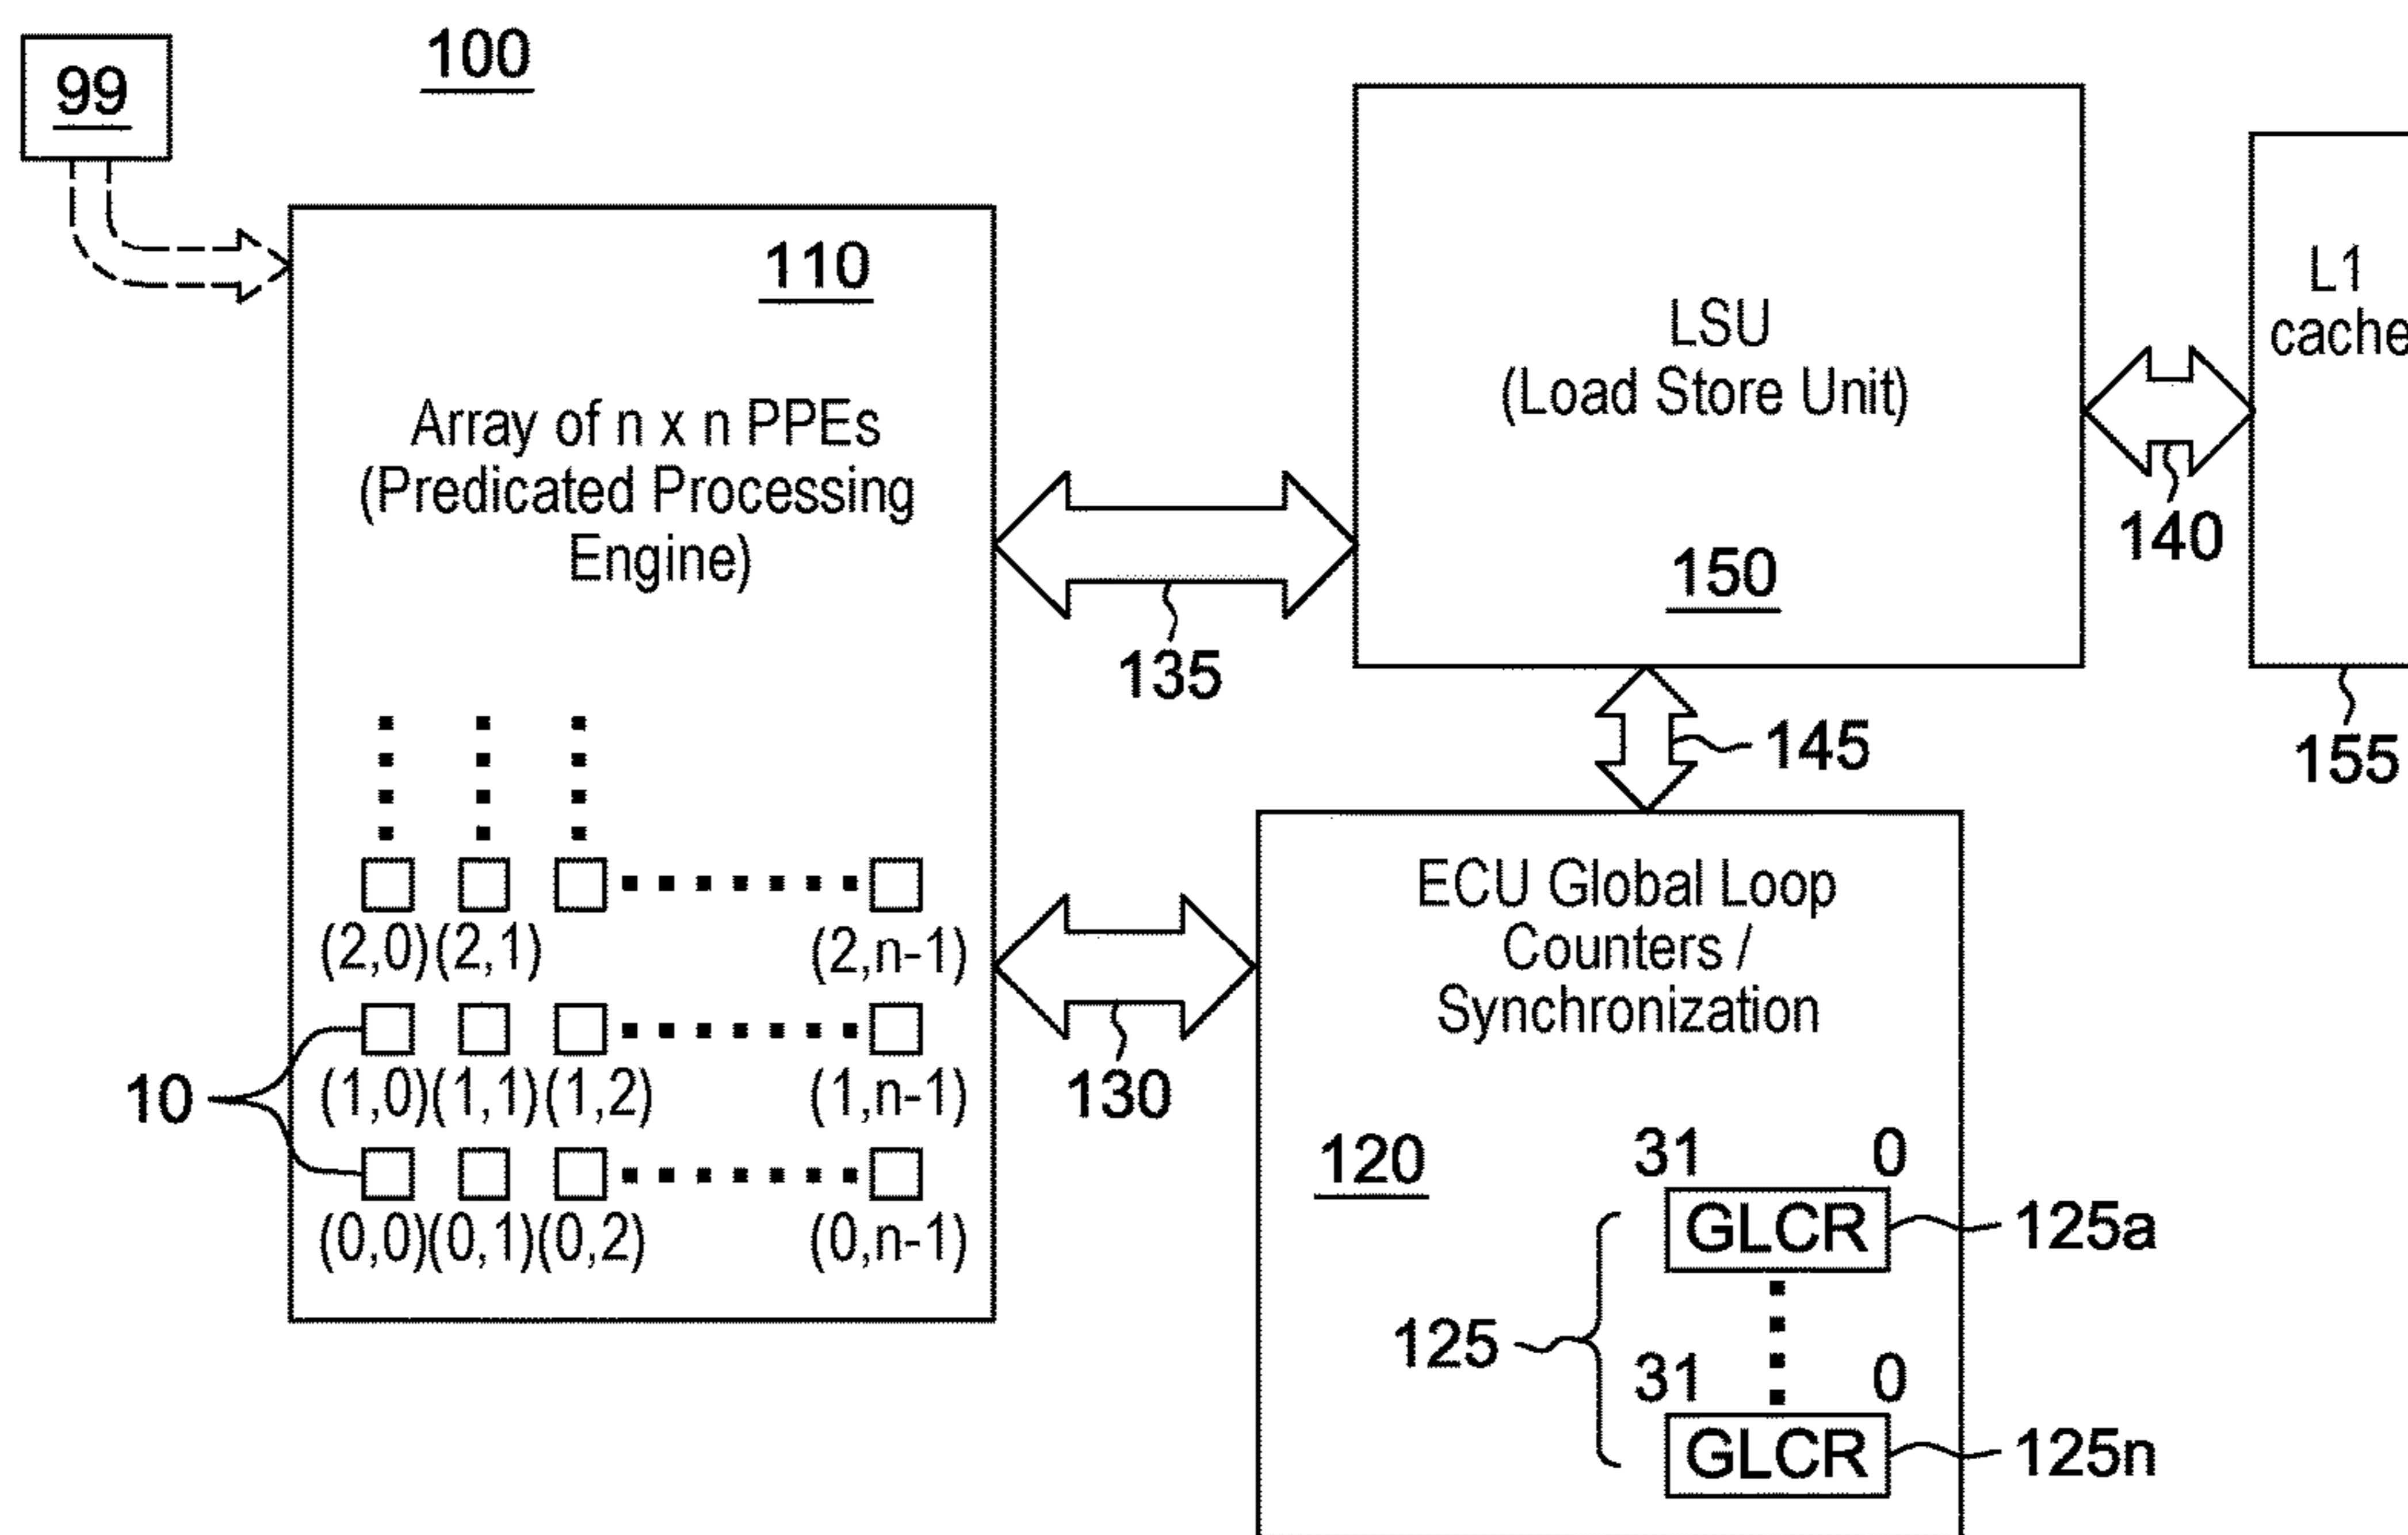 99
100
110
Array of n x n PPEs
(Predicated Processing
Engine)
(2,0) (2,1) (2,n-1)
(1,0) (1,1) (1,2) (1,n-1)
(0,0) (0,1) (0,2) (0,n-1)
10
135
130
LSU
(Load Store Unit)
150
140
L1
cache
155
145
ECU Global Loop
Counters /
Synchronization
120
31 0
GLCR
125a
125
31 0
GLCR
125n